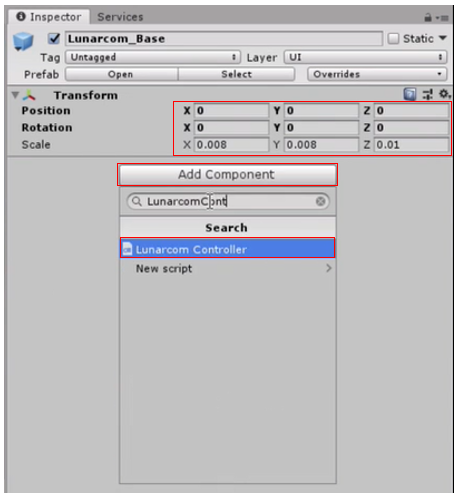 Inspector Services
Lunarcom_Base Static
Tag Untagged Layer UI
Prefab Open Select Overrides
Transform
Position X 0 Y 0 Z 0
Rotation X 0 Y 0 Z 0
Scale X 0.008 Y 0.008 Z 0.01
Add Component
LunarcomCont
Search
Lunarcom Controller
New script